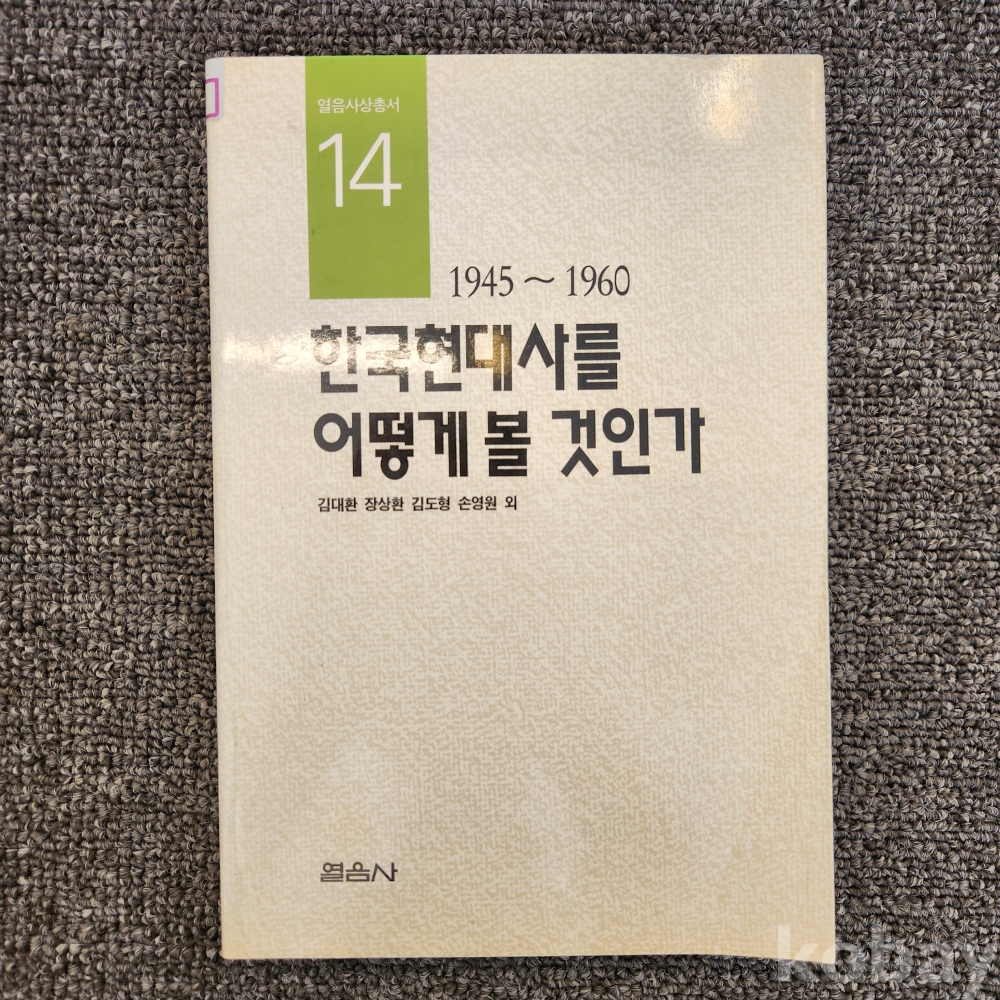 열음사상총서
14
1945 ~ 1960
한국현대사를
어떻게 볼 것인가
김대환 장상환 김도형 손영원 외
열음사
kobay